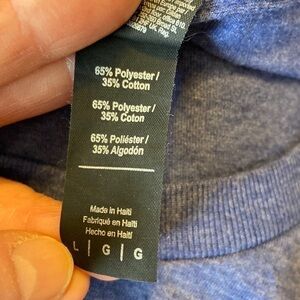 65% Polyester /
35% Cotton
65% Polyester /
35% Coton
65% Poliéster /
35% Algodón
Made in Haiti
Fabriqué en Haïti
Hecho en Haití
L | G | G